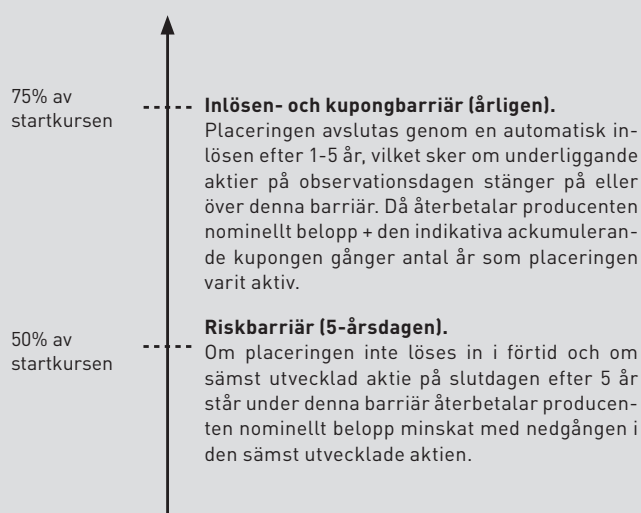 75% av
startkursen
Inlösen- och kupongbarriär (årligen).
Placeringen avslutas genom en automatisk in-
lösen efter 1-5 år, vilket sker om underliggande
aktier på observationsdagen stänger på eller
över denna barriär. Då återbetalar producenten
nominellt belopp + den indikativa ackumuleran-
de kupongen gånger antal år som placeringen
varit aktiv.
50% av
startkursen
Riskbarriär (5-årsdagen).
Om placeringen inte löses in i förtid och om
sämst utvecklad aktie på slutdagen efter 5 år
står under denna barriär återbetalar producen-
ten nominellt belopp minskat med nedgången i
den sämst utvecklade aktien.